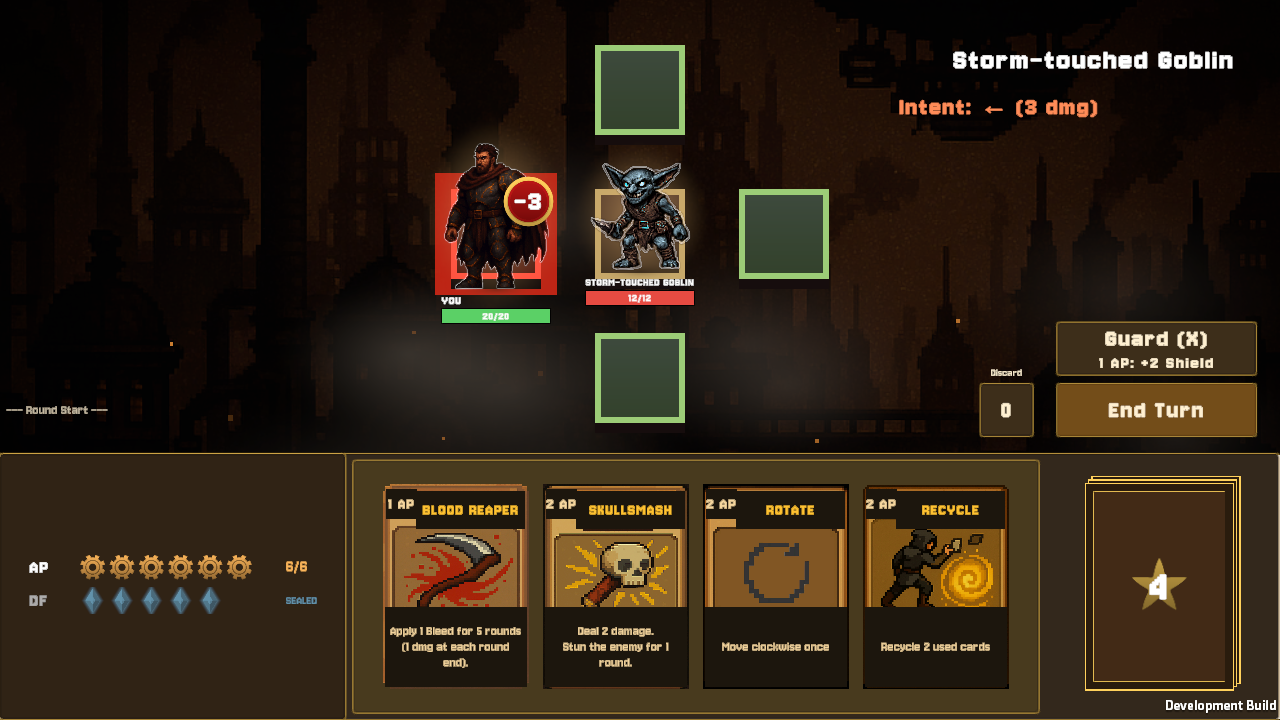 Storm-touched Goblin
Intent: ← (3 dmg)
-3
STORM-TOUCHED GOBLIN
12/12
YOU
20/20
Guard (X)
1 AP: +2 Shield
Discard
0
End Turn
--- Round Start ---
AP
6/6
DF
SEALED
1 AP
BLOOD REAPER
Apply 1 Bleed for 5 rounds
(1 dmg at each round
end).
2 AP
SKULLSMASH
Deal 2 damage.
Stun the enemy for 1
round.
2 AP
ROTATE
Move clockwise once
2 AP
RECYCLE
Recycle 2 used cards
4
Development Build